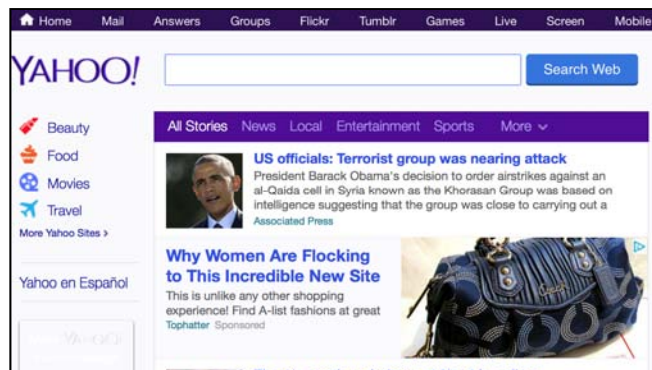 Home Mail Answers Groups Flickr Tumblr Games Live Screen Mobile
YAHOO!
Search Web
Beauty
Food
Movies
Travel
More Yahoo Sites >
Yahoo en Español
YAHOO!
All Stories News Local Entertainment Sports More
US officials: Terrorist group was nearing attack
President Barack Obama's decision to order airstrikes against an
al-Qaida cell in Syria known as the Khorasan Group was based on
intelligence suggesting that the group was close to carrying out a
Associated Press
Why Women Are Flocking
to This Incredible New Site
This is unlike any other shopping
experience! Find A-list fashions at great
Tophatter Sponsored